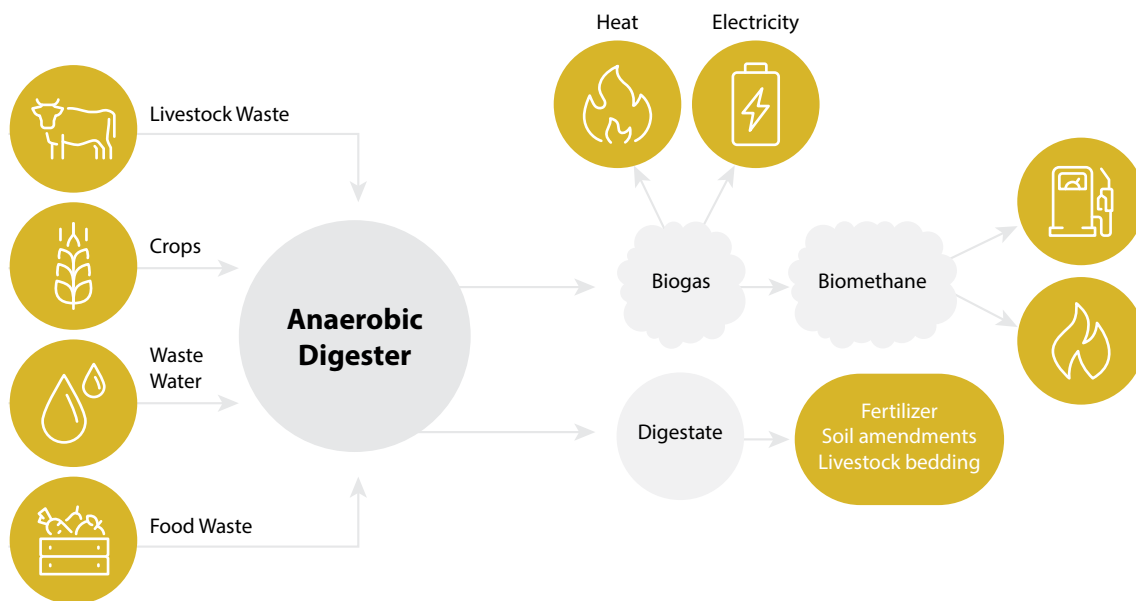 Heat
Electricity
Livestock Waste
Crops
Biogas
Biomethane
Anaerobic
Digester
Waste
Water
Digestate
Fertilizer
Soil amendments
Livestock bedding
Food Waste